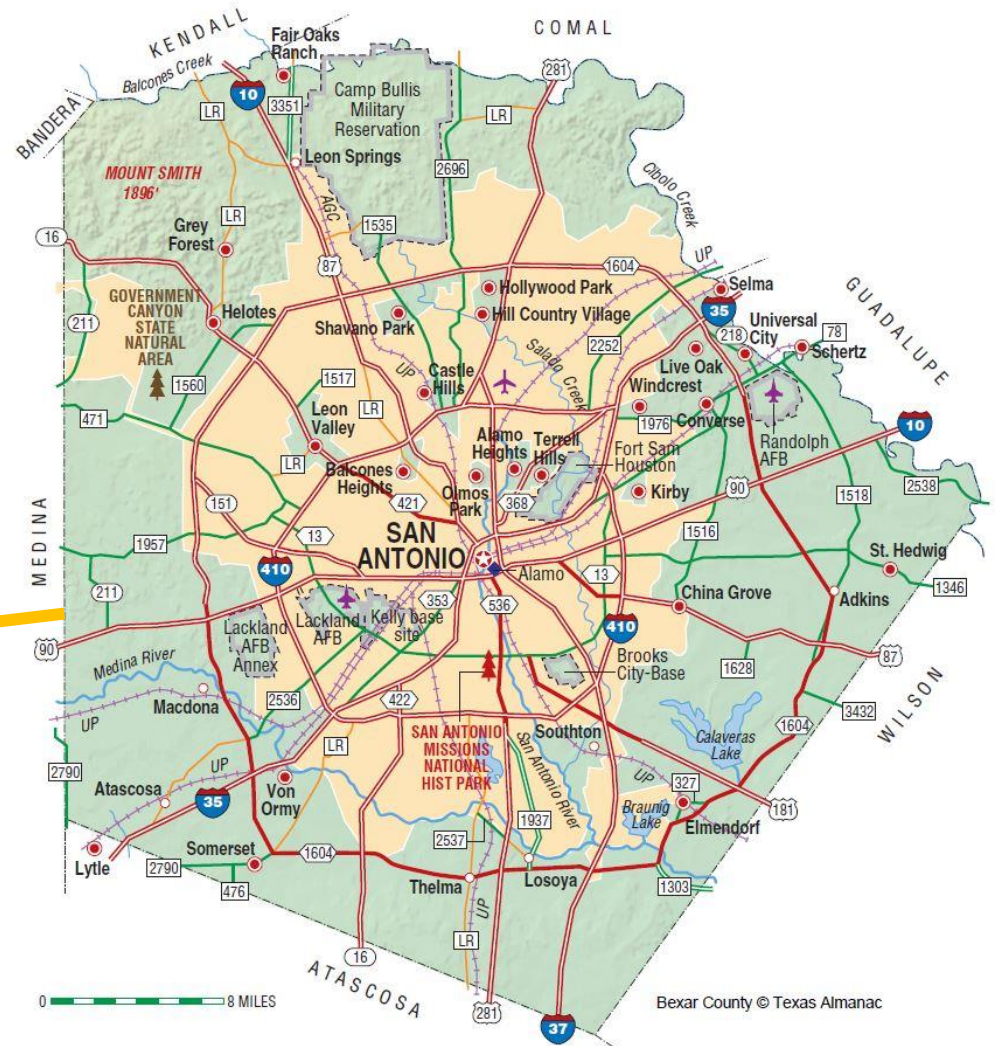 KENDALL
COMAL
BANDERA
Balcones Creek
Fair Oaks
Ranch
10
LR
3351
Camp Bullis
Military
Reservation
LR
281
Leon Springs
2696
Cibolo Creek
MOUNT SMITH
1896'
AGC
LR
1535
Grey
Forest
16
87
1604
UP
Selma
GUADALUPE
GOVERNMENT
CANYON
STATE
NATURAL
AREA
Hollywood Park
Hill Country Village
35
211
Helotes
Shavano Park
Universal
City
218
78
Schertz
Salado Creek
2252
Live Oak
Windcrest
1560
1517
UP
Castle
Hills
LR
471
Leon
Valley
1976
Converse
Randolph
AFB
10
LR
Balcones
Heights
Alamo
Heights
Terrell
Hills
Fort Sam
Houston
Olmos
Park
421
368
Kirby
90
151
1518
2538
MEDINA
13
SAN
ANTONIO
1516
1957
St. Hedwig
410
Alamo
13
1346
211
353
536
China Grove
Adkins
Lackland
AFB
Kelly base
site
Lackland
AFB
Annex
410
90
87
Brooks
City-Base
1628
Medina River
Macdona
2536
422
3432
WILSON
UP
LR
SAN ANTONIO
MISSIONS
NATIONAL
HIST PARK
Southton
San Antonio River
Calaveras
Lake
1604
2790
UP
UP
327
Atascosa
35
Von
Ormy
1937
Braunig
Lake
Elmendorf
181
Lytle
Somerset
1604
2537
2790
476
Thelma
Losoya
1303
UP
LR
16
ATASCOSA
281
37
0
8 MILES
Bexar County © Texas Almanac